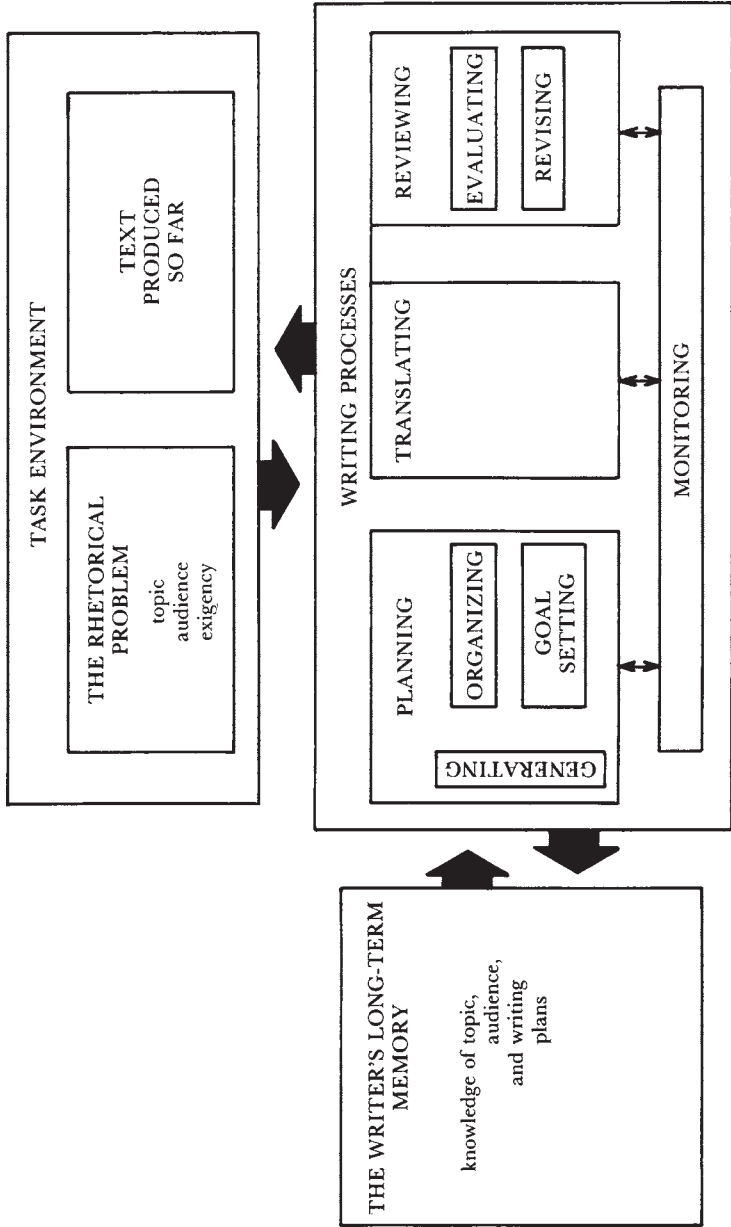 TASK ENVIRONMENT
THE RHETORICAL
PROBLEM
topic
audience
exigency
TEXT
PRODUCED
SO FAR
THE WRITER'S LONG-TERM
MEMORY
knowledge of topic,
audience,
and writing
plans
WRITING PROCESSES
PLANNING
GENERATING
ORGANIZING
GOAL
SETTING
TRANSLATING
REVIEWING
EVALUATING
REVISING
MONITORING